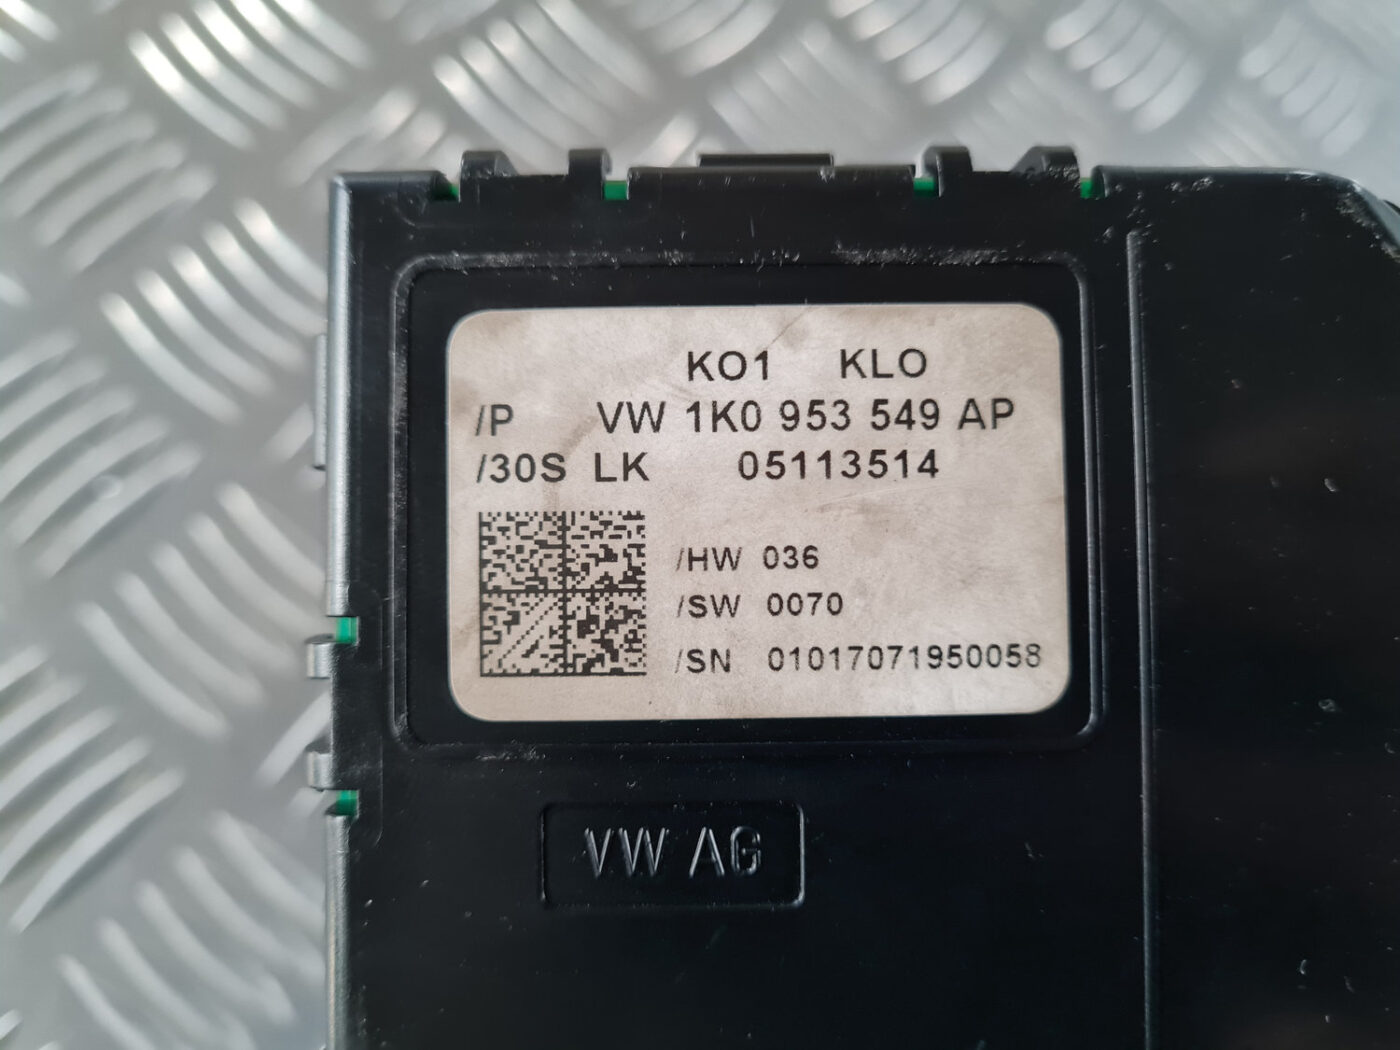 KO1 KLO
/P VW 1K0 953 549 AP
/30S LK 05113514
/HW 036
/SW 0070
/SN 01017071950058
VW AG